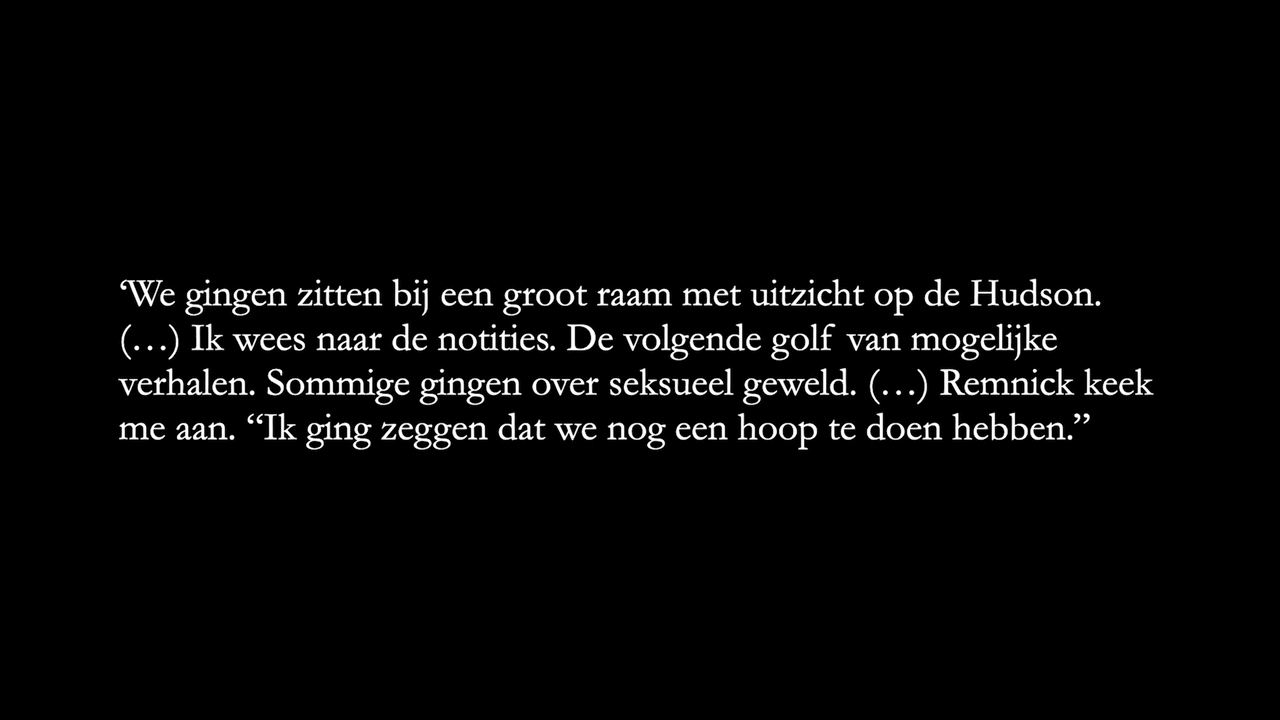 ‘We gingen zitten bij een groot raam met uitzicht op de Hudson.
(…) Ik wees naar de notities. De volgende golf van mogelijke
verhalen. Sommige gingen over seksueel geweld. (…) Remnick keek
me aan. “Ik ging zeggen dat we nog een hoop te doen hebben.”